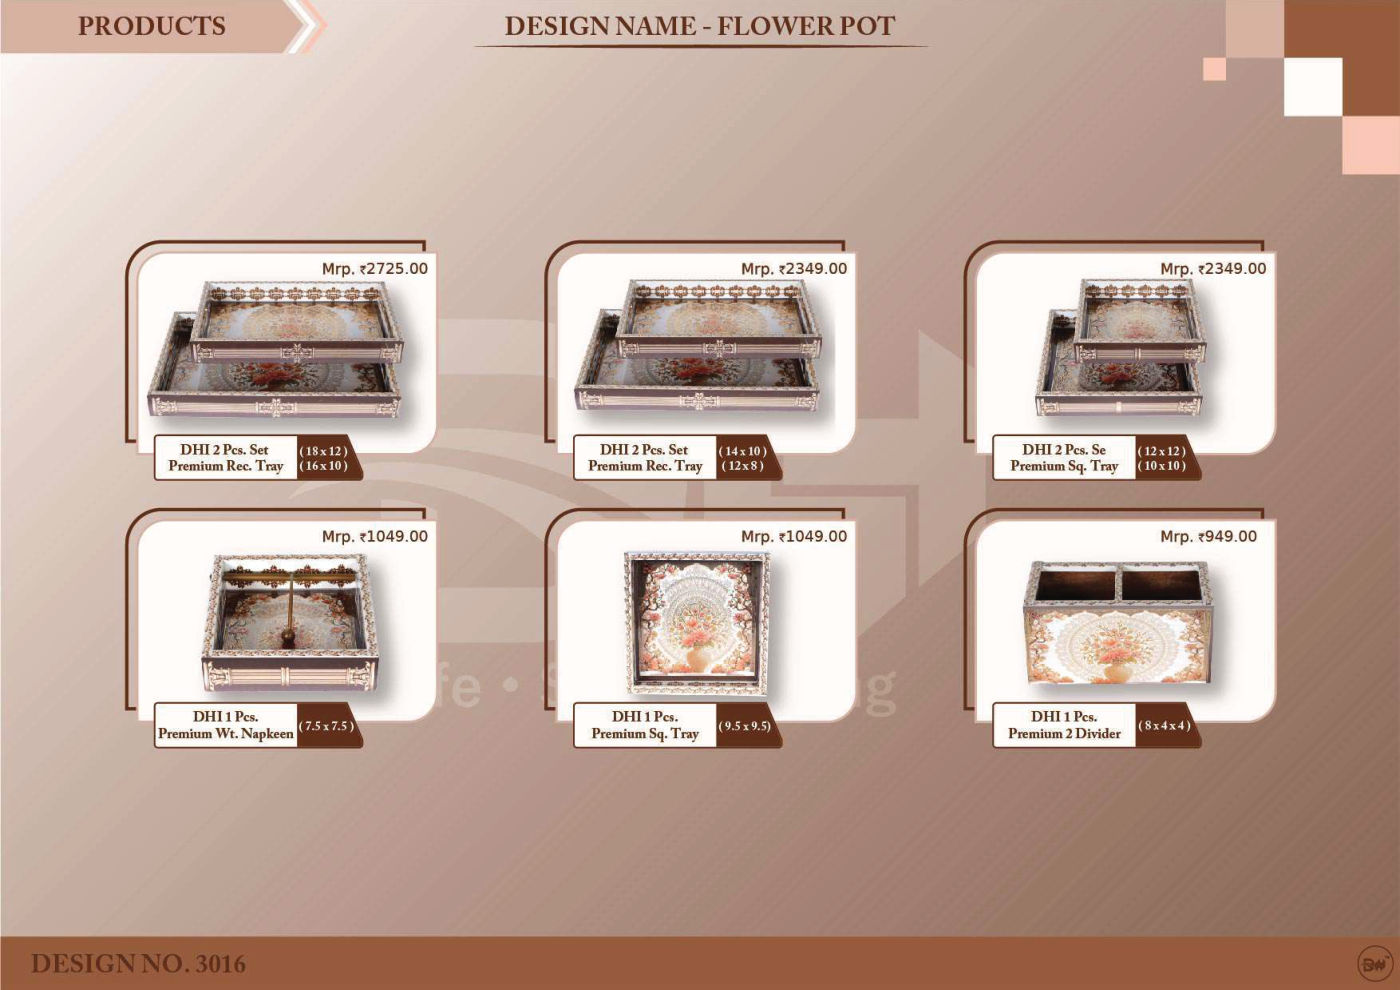 PRODUCTS
DESIGN NAME - FLOWER POT
Mrp. ₹2725.00
DHI 2 Pcs. Set
Premium Rec. Tray
( 18 x 12 )
( 16 x 10 )
Mrp. ₹2349.00
DHI 2 Pcs. Set
Premium Rec. Tray
( 14 x 10 )
( 12 x 8 )
Mrp. ₹2349.00
DHI 2 Pcs. Se
Premium Sq. Tray
( 12 x 12 )
( 10 x 10 )
Mrp. ₹1049.00
DHI 1 Pcs.
Premium Wt. Napkeen
( 7.5 x 7.5 )
Mrp. ₹1049.00
DHI 1 Pcs.
Premium Sq. Tray
( 9.5 x 9.5)
Mrp. ₹949.00
DHI 1 Pcs.
Premium 2 Divider
( 8 x 4 x 4 )
DESIGN NO. 3016